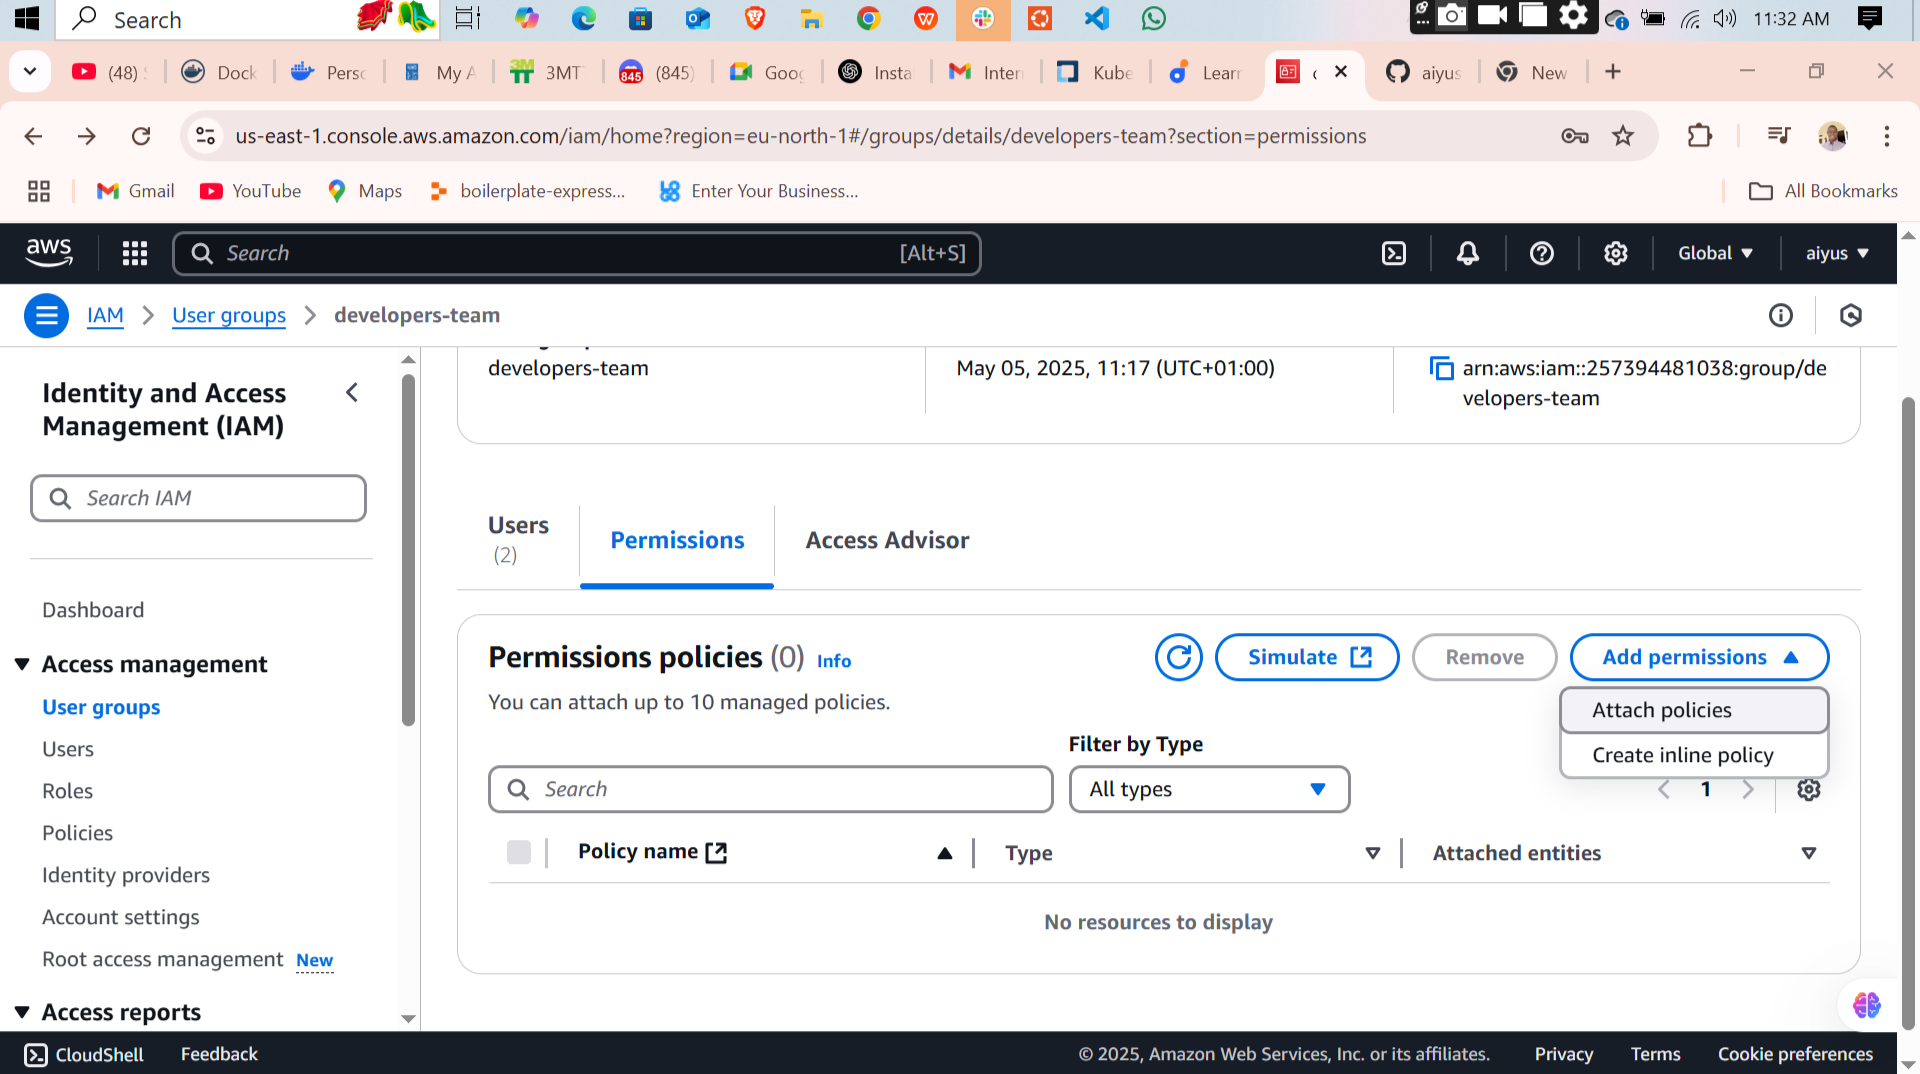 Search
11:32 AM
(48)
Dock
Perso
My A
3MT
(845)
Goog
Insta
Inter
Kube
Learn
aiyus
New
us-east-1.console.aws.amazon.com/iam/home?region=eu-north-1#/groups/details/developers-team?section=permissions
Gmail
YouTube
Maps
boilerplate-express...
Enter Your Business...
All Bookmarks
aws
Search
[Alt+S]
Global
aiyus
IAM
User groups
developers-team
Identity and Access
Management (IAM)
Search IAM
Dashboard
Access management
User groups
Users
Roles
Policies
Identity providers
Account settings
Root access management New
Access reports
developers-team
May 05, 2025, 11:17 (UTC+01:00)
arn:aws:iam::257394481038:group/de
velopers-team
Users
(2)
Permissions
Access Advisor
Permissions policies (0) Info
Simulate
Remove
Add permissions
You can attach up to 10 managed policies.
Attach policies
Create inline policy
Filter by Type
Search
All types
1
Policy name
Type
Attached entities
No resources to display
CloudShell
Feedback
© 2025, Amazon Web Services, Inc. or its affiliates.
Privacy
Terms
Cookie preferences